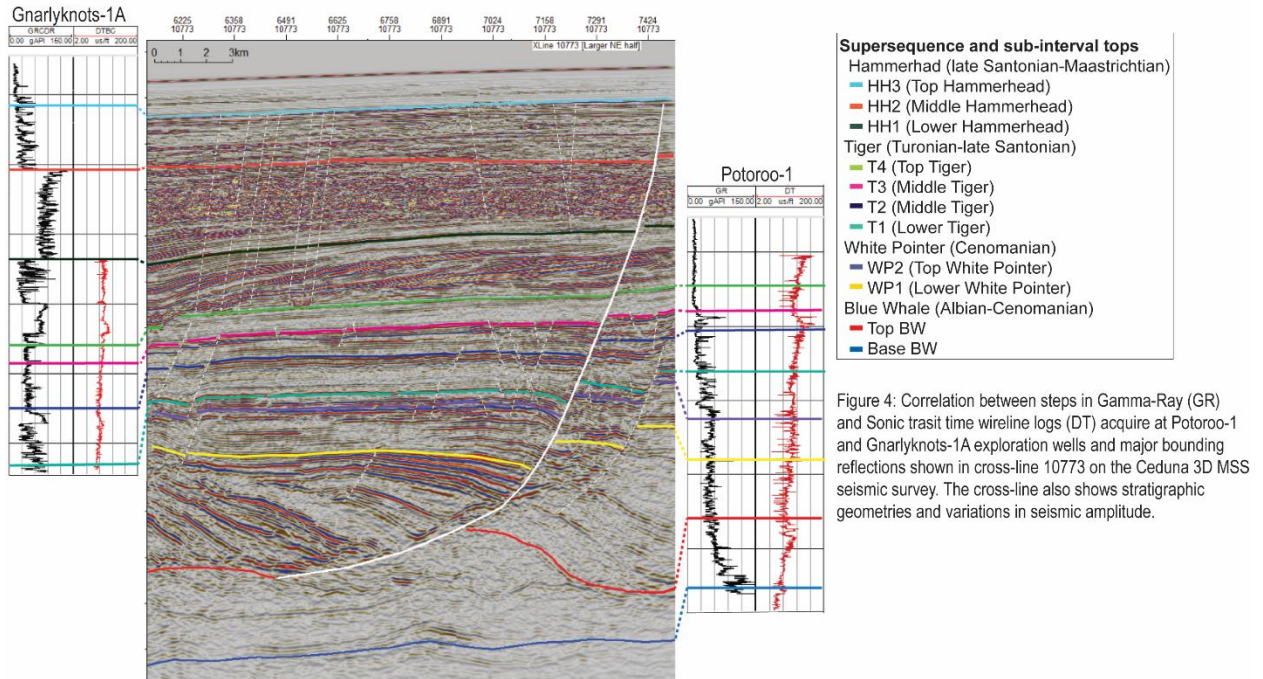 Gnarlyknots-1A
GRCDR DTBC
0.00 gAPI 150.00 2.00 us/ft 200.00
6225 6358 6491 6625 6758 6891 7024 7158 7291 7424
10773 10773 10773 10773 10773 10773 10773 10773 10773 10773
XLine 10773 [Larger NE half]
0 1 2 3km
Potoroo-1
GR DT
0.00 gAPI 150.00 2.00 us/ft 200.00
Supersequence and sub-interval tops
Hammerhad (late Santonian-Maastrichtian)
HH3 (Top Hammerhead)
HH2 (Middle Hammerhead)
HH1 (Lower Hammerhead)
Tiger (Turonian-late Santonian)
T4 (Top Tiger)
T3 (Middle Tiger)
T2 (Middle Tiger)
T1 (Lower Tiger)
White Pointer (Cenomanian)
WP2 (Top White Pointer)
WP1 (Lower White Pointer)
Blue Whale (Albian-Cenomanian)
Top BW
Base BW
Figure 4: Correlation between steps in Gamma-Ray (GR)
and Sonic trasit time wireline logs (DT) acquire at Potoroo-1
and Gnarlyknots-1A exploration wells and major bounding
reflections shown in cross-line 10773 on the Ceduna 3D MSS
seismic survey. The cross-line also shows stratigraphic
geometries and variations in seismic amplitude.